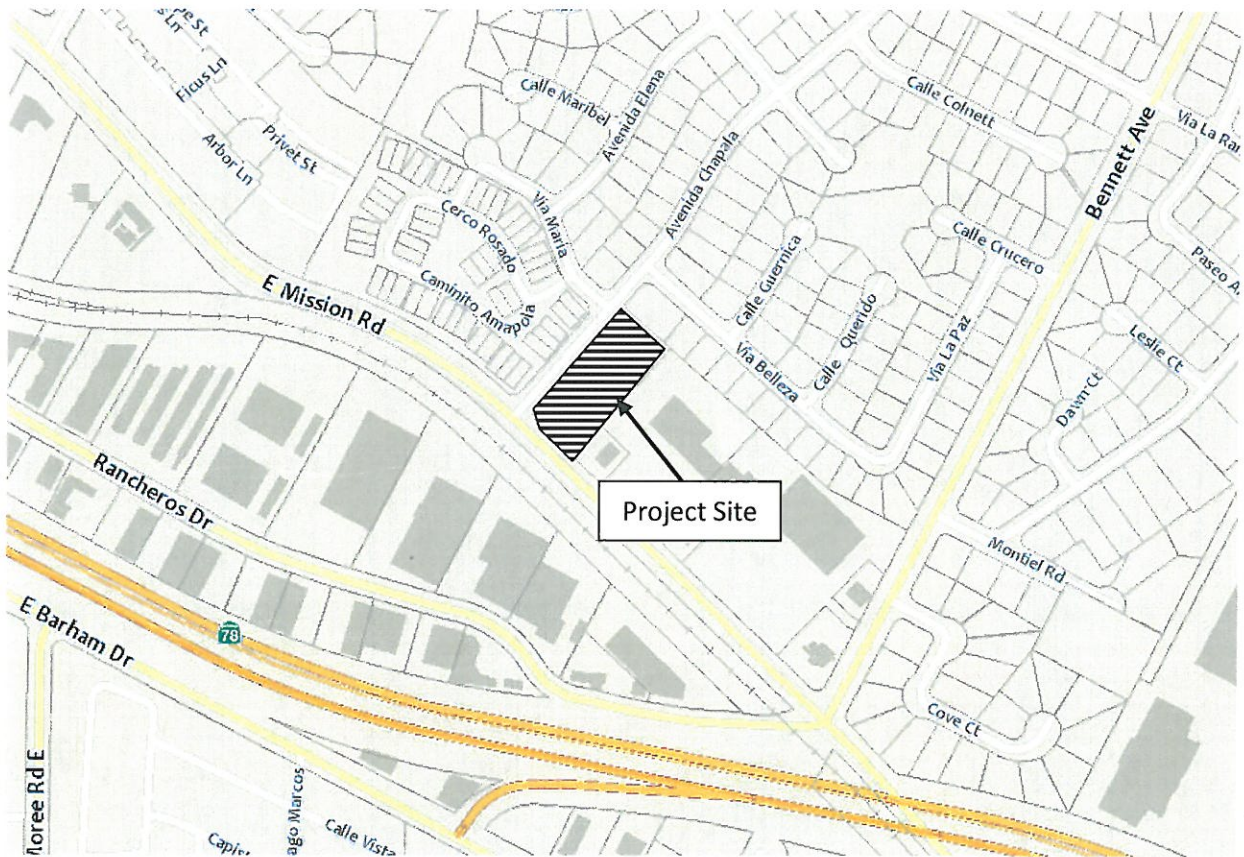 Ficus Ln
Arbor Ln
Privet St
Calle Maribel
Avenida Elena
Avenida Chapala
Calle Colnett
Bennett Ave
Via La
Via Maria
Cerco Rosado
Caminito Amapola
E Mission Rd
Calle Guernica
Calle Querido
Calle Crucero
Via La Paz
Via Belleza
Paseo
Leslie Ct
Dawn Ct
Rancheros Dr
Project Site
Montiel Rd
E Barham Dr
78
Cove Ct
Moree Rd E
ago Marcos
Calle Vista
Capis